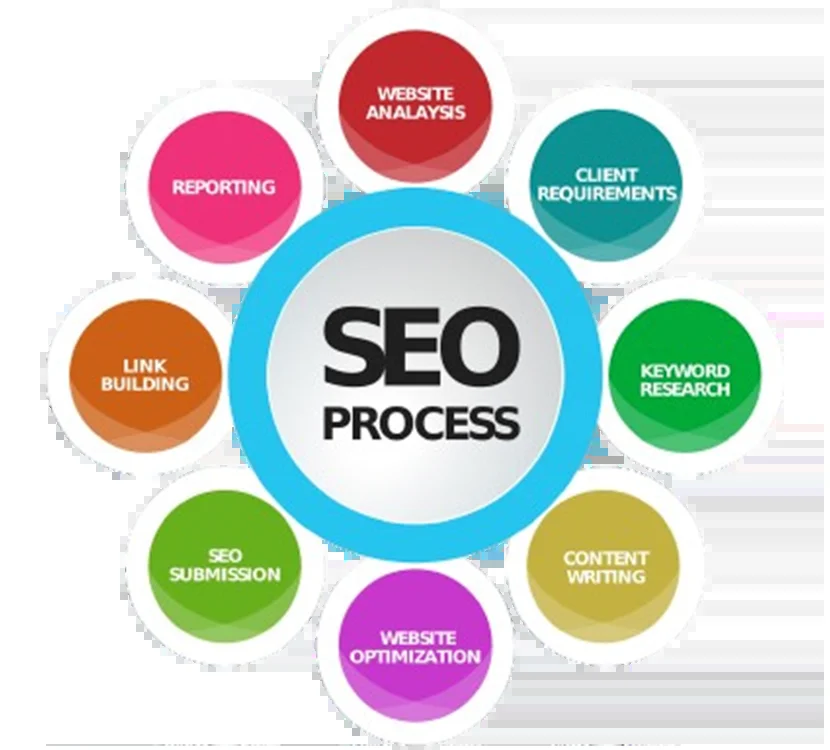 WEBSITE
ANALAYSIS
CLIENT
REQUIREMENTS
KEYWORD
RESEARCH
CONTENT
WRITING
WEBSITE
OPTIMIZATION
SEO
SUBMISSION
LINK
BUILDING
REPORTING
SEO
PROCESS